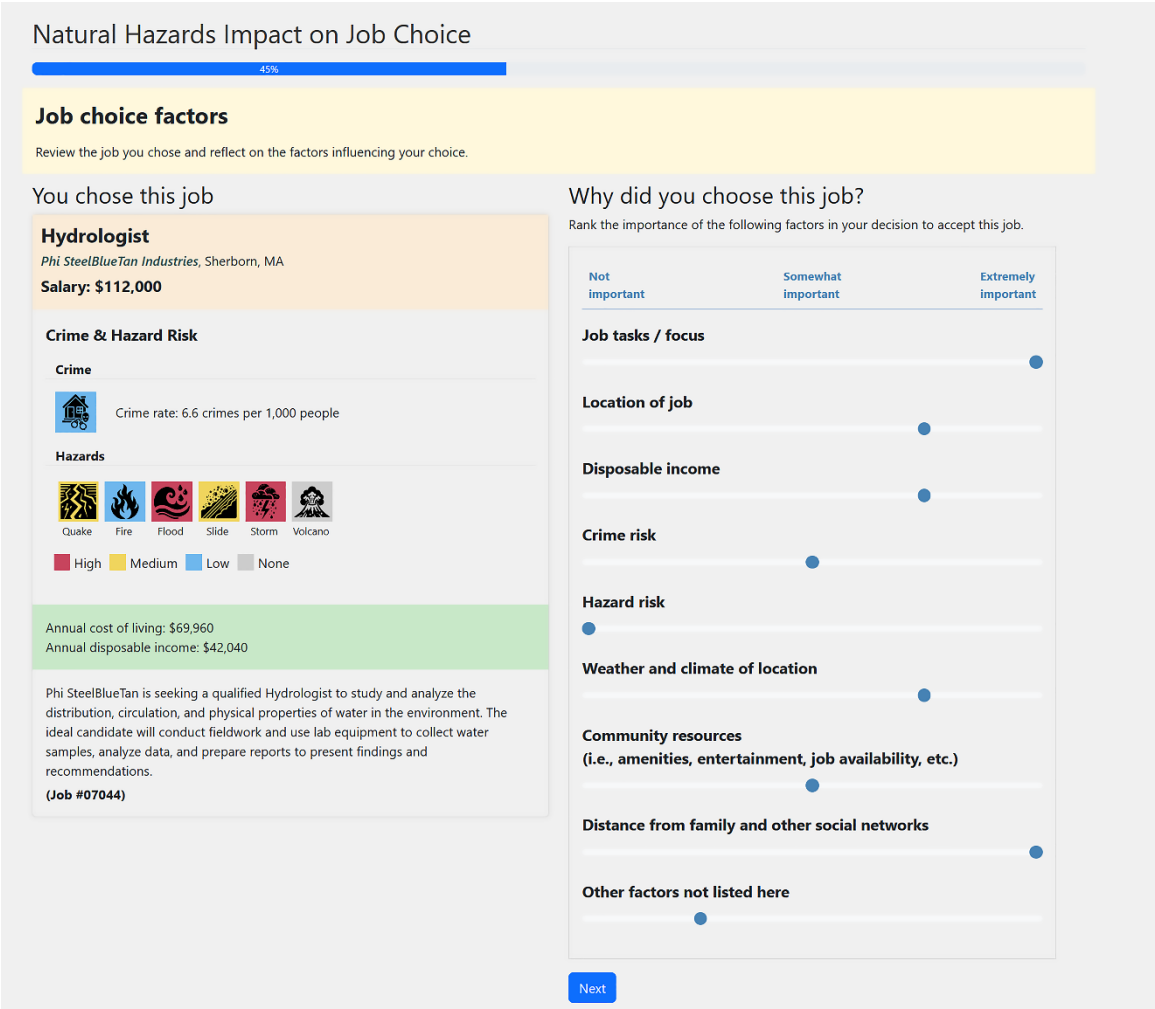 Natural Hazards Impact on Job Choice
45%
Job choice factors
Review the job you chose and reflect on the factors influencing your choice.
You chose this job
Hydrologist
Phi SteelBlueTan Industries, Sherborn, MA
Salary: $112,000
Crime & Hazard Risk
Crime
Crime rate: 6.6 crimes per 1,000 people
Hazards
Quake Fire Flood Slide Storm Volcano
High Medium Low None
Annual cost of living: $69,960
Annual disposable income: $42,040
Phi SteelBlueTan is seeking a qualified Hydrologist to study and analyze the
distribution, circulation, and physical properties of water in the environment. The
ideal candidate will conduct fieldwork and use lab equipment to collect water
samples, analyze data, and prepare reports to present findings and
recommendations.
(Job #07044)
Why did you choose this job?
Rank the importance of the following factors in your decision to accept this job.
Not important
Somewhat important
Extremely important
Job tasks / focus
Location of job
Disposable income
Crime risk
Hazard risk
Weather and climate of location
Community resources
(i.e., amenities, entertainment, job availability, etc.)
Distance from family and other social networks
Other factors not listed here
Next